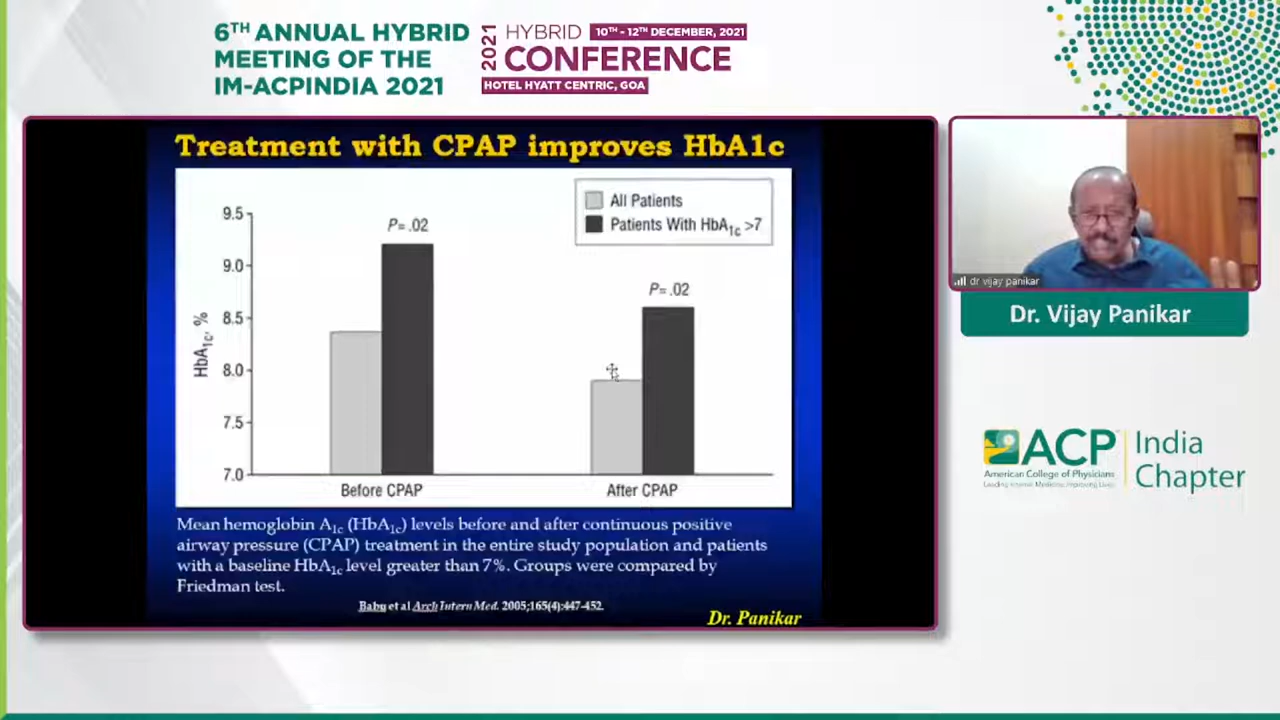 6TH ANNUAL HYBRID
MEETING OF THE
IM-ACPINDIA 2021
2021
HYBRID
10TH - 12TH DECEMBER, 2021
CONFERENCE
HOTEL HYATT CENTRIC, GOA
Treatment with CPAP improves HbA1c
All Patients
Patients With HbA1c >7
9.5
9.0
8.5
8.0
7.5
7.0
HbA1c, %
P= .02
P= .02
Before CPAP
After CPAP
Mean hemoglobin A1c (HbA1c) levels before and after continuous positive
airway pressure (CPAP) treatment in the entire study population and patients
with a baseline HbA1c level greater than 7%. Groups were compared by
Friedman test.
Babu et al Arch Intern Med. 2005;165(4):447-452.
Dr. Panikar
dr vijay panikar
Dr. Vijay Panikar
ACP
American College of Physicians
Leading Internal Medicine, Improving Lives
India
Chapter